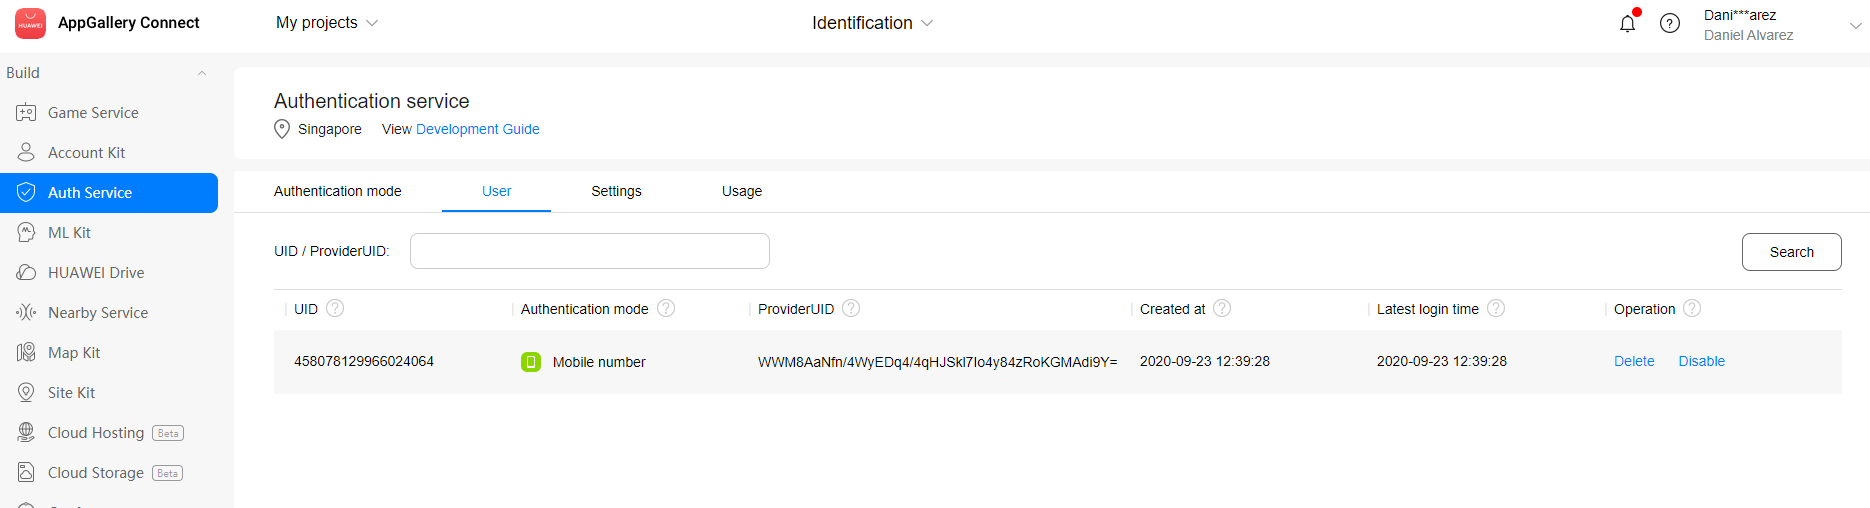 HUAWEI AppGallery Connect My projects Identification Dani***arez
Daniel Alvarez
Build
Game Service
Account Kit
Auth Service
ML Kit
HUAWEI Drive
Nearby Service
Map Kit
Site Kit
Cloud Hosting Beta
Cloud Storage Beta
Authentication service
Singapore View Development Guide
Authentication mode User Settings Usage
UID / ProviderUID: Search
UID Authentication mode ProviderUID Created at Latest login time Operation
458078129966024064 Mobile number WWM8AaNfn/4WyEDq4/4qHJSkl7Io4y84zRoKGMAdi9Y= 2020-09-23 12:39:28 2020-09-23 12:39:28 Delete Disable